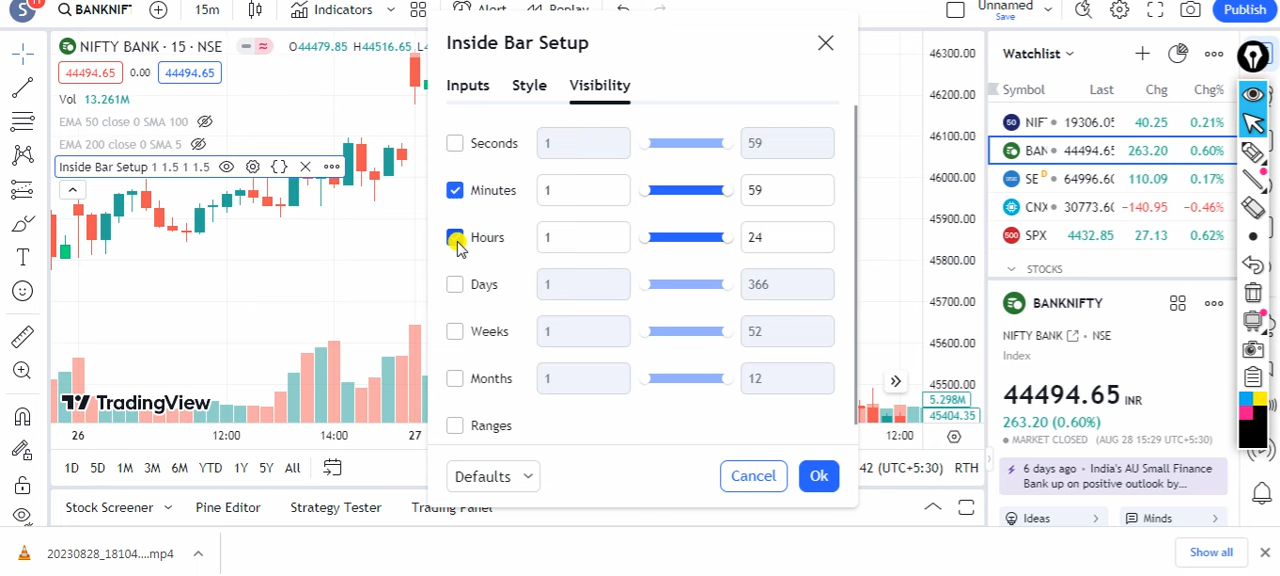 S
11
BANKNIFT
15m
Indicators
Alert
Replay
Unnamed
Save
Publish
NIFTY BANK · 15 · NSE
O44479.85 H44516.65 L4
44494.65 0.00 44494.65
Vol 13.261M
EMA 50 close 0 SMA 100
EMA 200 close 0 SMA 5
Inside Bar Setup 1 1.5 1 1.5
TradingView
26 12:00 14:00 27
12:00
1D 5D 1M 3M 6M YTD 1Y 5Y All
42 (UTC+5:30) RTH
Stock Screener
Pine Editor
Strategy Tester
Trading Panel
20230828_18104....mp4
Show all
Inside Bar Setup
Inputs Style Visibility
Seconds 1 59
Minutes 1 59
Hours 1 24
Days 1 366
Weeks 1 52
Months 1 12
Ranges
Defaults
Cancel
Ok
46300.00
46200.00
46100.00
46000.00
45900.00
45800.00
45700.00
45600.00
45500.00
5.298M
45404.35
Watchlist
Symbol Last Chg Chg%
50 NIF 19306.05 40.25 0.21%
BAN 44494.65 263.20 0.60%
SE D 64996.60 110.09 0.17%
CNX 30773.60 −140.95 −0.46%
500 SPX 4432.85 27.13 0.62%
STOCKS
BANKNIFTY
NIFTY BANK · NSE
Index
44494.65 INR
263.20 (0.60%)
MARKET CLOSED (AUG 28 15:29 UTC+5:30)
6 days ago · India's AU Small Finance
Bank up on positive outlook by...
Ideas
Minds